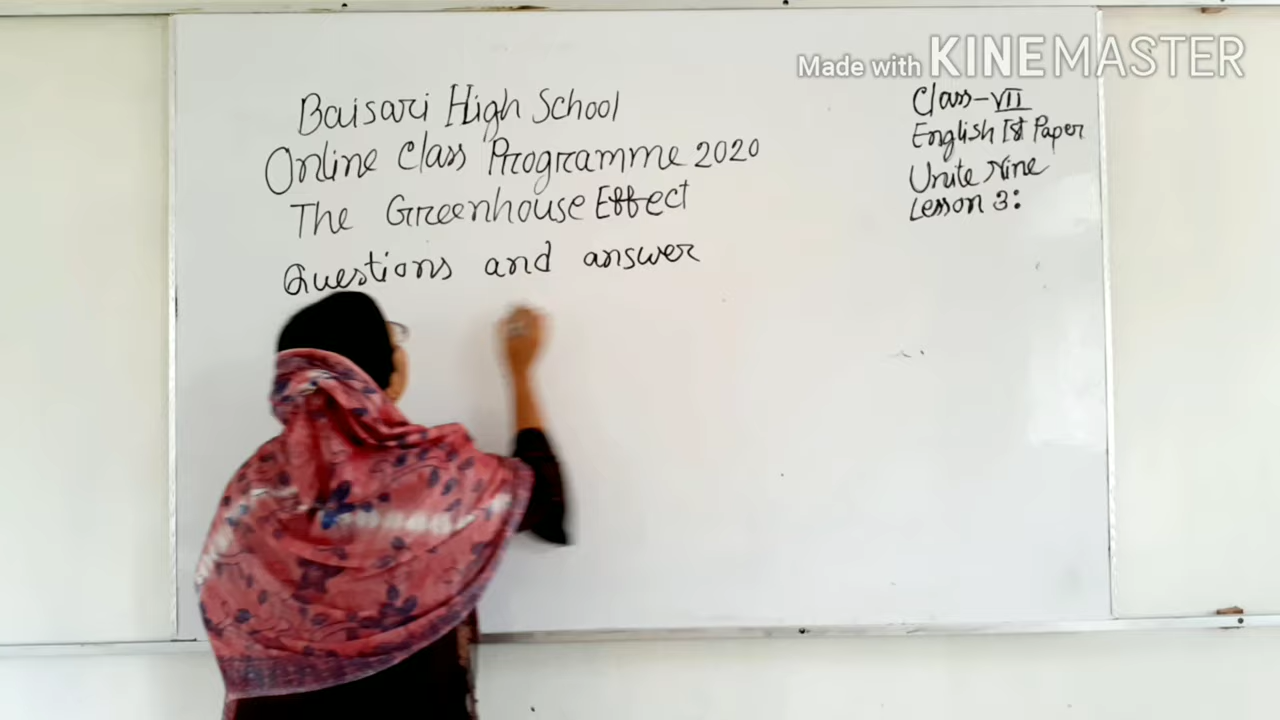 Made with KINEMASTER
Baisari High School
Online Class Programme 2020
The Greenhouse Effect
Questions and answer
Class-VII
English Ist Paper
Unite Nine
Lesson 3: